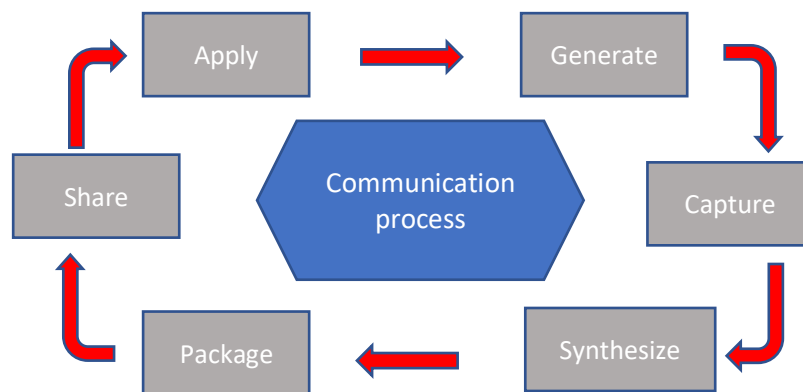 Apply
Generate
Share
Communication
process
Capture
Package
Synthesize